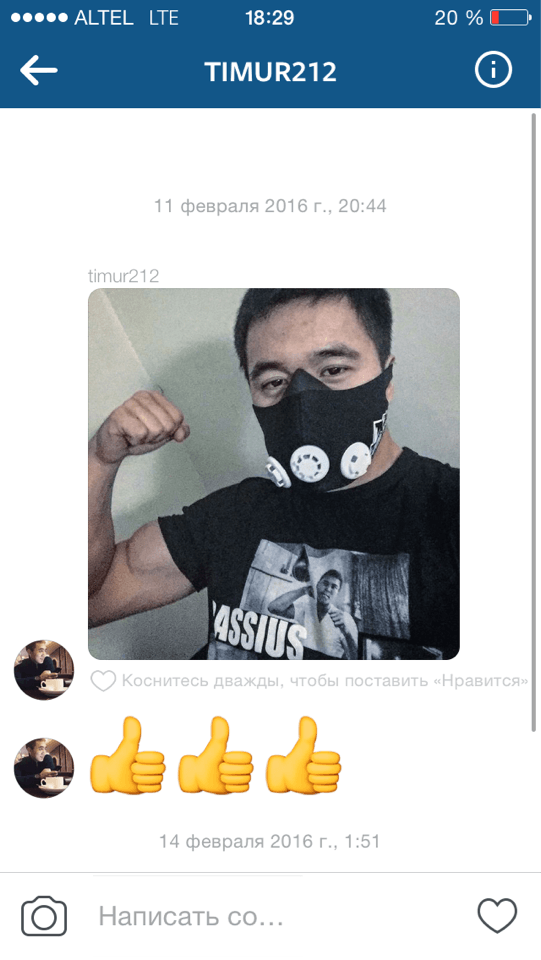 ALTEL LTE 18:29 20 %
TIMUR212
11 февраля 2016 г., 20:44
timur212
ASSIUS
Коснитесь дважды, чтобы поставить «Нравится»
14 февраля 2016 г., 1:51
Написать со...